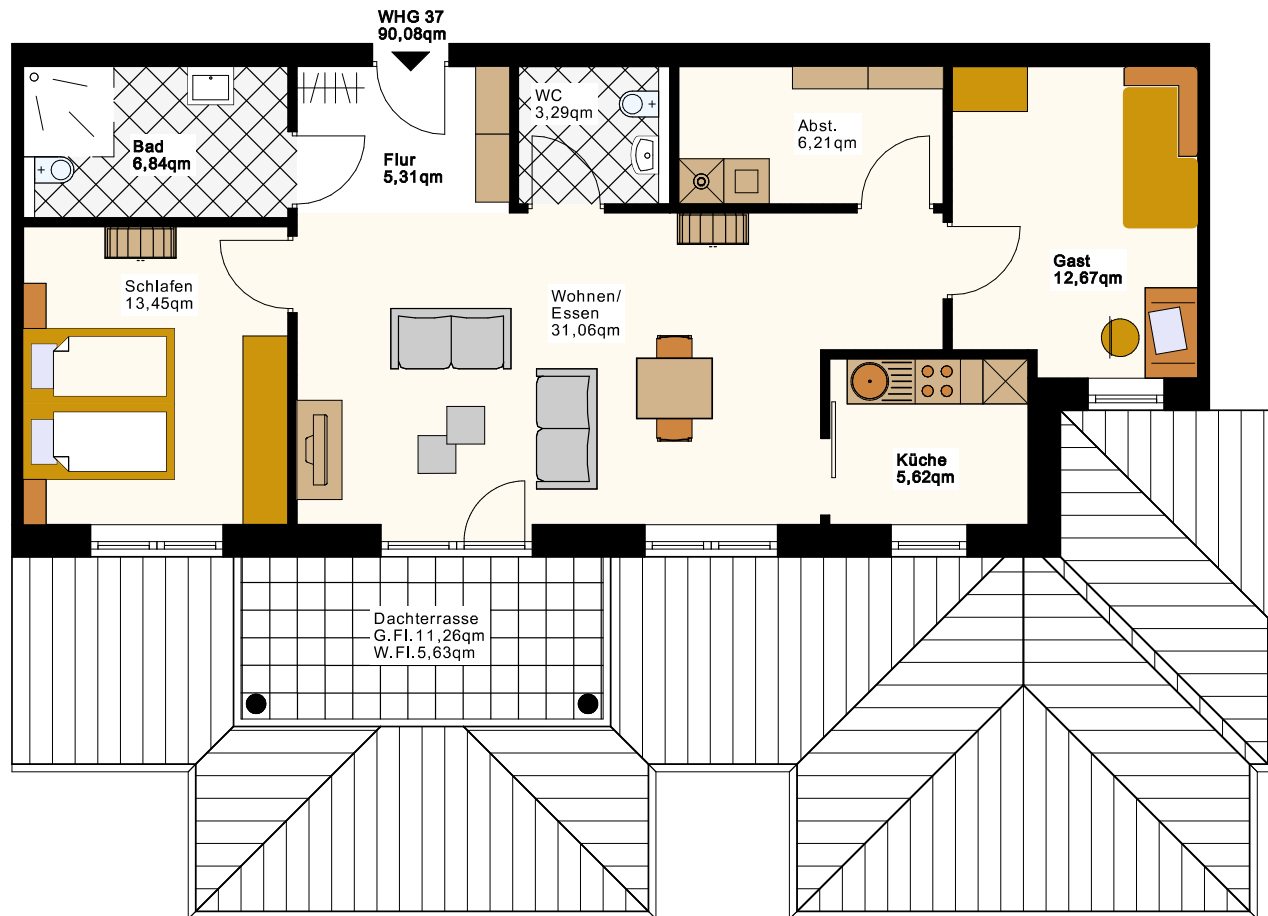 WHG 37
90,08qm
Bad
6,84qm
Flur
5,31qm
WC
3,29qm
Abst.
6,21qm
Gast
12,67qm
Schlafen
13,45qm
Wohnen/
Essen
31,06qm
Küche
5,62qm
Dachterrasse
G.Fl.11,26qm
W.Fl.5,63qm